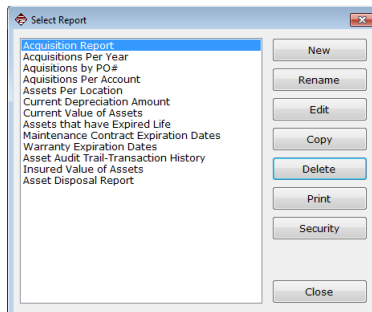 Select Report
Acquisition Report
Acquisitions Per Year
Aquisitions by PO#
Aquisitions Per Account
Assets Per Location
Current Depreciation Amount
Current Value of Assets
Assets that have Expired Life
Maintenance Contract Expiration Dates
Warranty Expiration Dates
Asset Audit Trail-Transaction History
Insured Value of Assets
Asset Disposal Report
New
Rename
Edit
Copy
Delete
Print
Security
Close